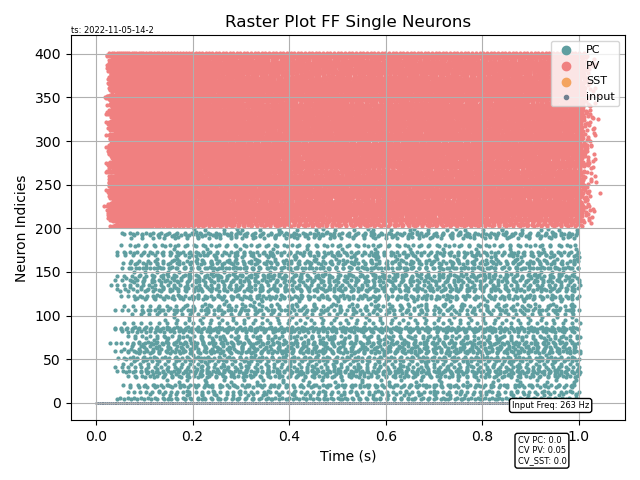 Raster Plot FF Single Neurons
ts: 2022-11-05-14-2
PC
PV
SST
input
400
350
300
250
200
150
100
50
0
Neuron Indicies
Input Freq: 263 Hz
0.0 0.2 0.4 0.6 0.8 1.0
Time (s)
CV PC: 0.0
CV PV: 0.05
CV_SST: 0.0